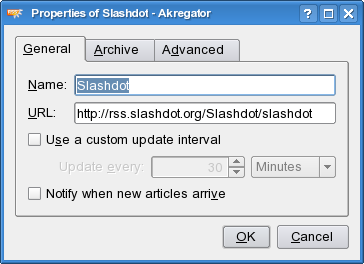 Properties of Slashdot - Akregator
General Archive Advanced
Name: Slashdot
URL: http://rss.slashdot.org/Slashdot/slashdot
Use a custom update interval
Update every: 30 Minutes
Notify when new articles arrive
OK Cancel